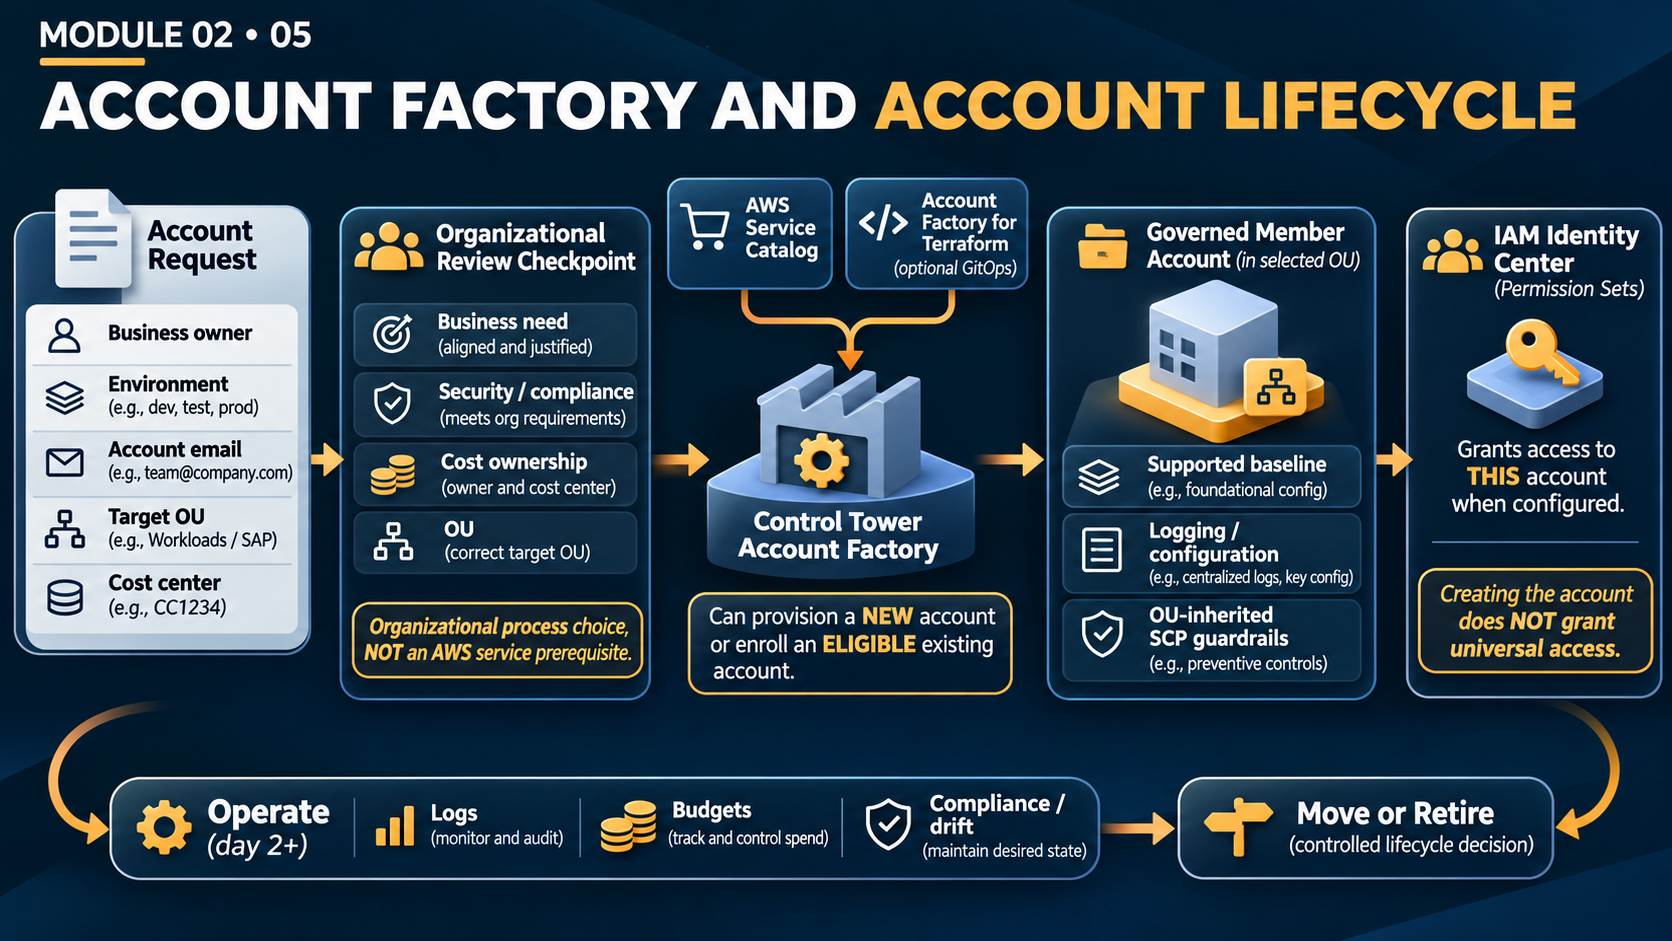 MODULE 02 • 05
ACCOUNT FACTORY AND ACCOUNT LIFECYCLE
Account
Request
Business owner
Environment
(e.g., dev, test, prod)
Account email
(e.g., team@company.com)
Target OU
(e.g., Workloads / SAP)
Cost center
(e.g., CC1234)
Organizational
Review Checkpoint
Business need
(aligned and justified)
Security / compliance
(meets org requirements)
Cost ownership
(owner and cost center)
OU
(correct target OU)
Organizational process choice,
NOT an AWS service prerequisite.
AWS
Service
Catalog
</>
Account
Factory for
Terraform
(optional GitOps)
Control Tower
Account Factory
Can provision a NEW account
or enroll an ELIGIBLE existing
account.
Governed Member
Account (in selected OU)
Supported baseline
(e.g., foundational config)
Logging /
configuration
(e.g., centralized logs, key config)
OU-inherited
SCP guardrails
(e.g., preventive controls)
IAM Identity
Center
(Permission Sets)
Grants access to
THIS account
when configured.
Creating the account
does NOT grant
universal access.
Operate
(day 2+)
Logs
(monitor and audit)
Budgets
(track and control spend)
Compliance /
drift
(maintain desired state)
Move or Retire
(controlled lifecycle decision)